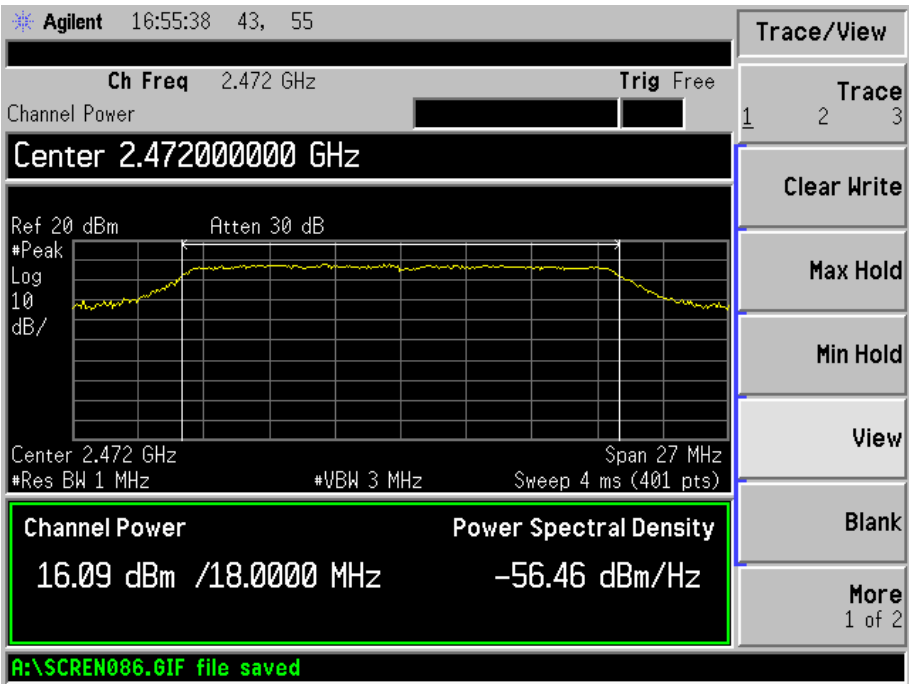 Agilent 16:55:38 43, 55
Ch Freq 2.472 GHz Trig Free
Channel Power
Center 2.472000000 GHz
Ref 20 dBm Atten 30 dB
#Peak
Log
10
dB/
Center 2.472 GHz Span 27 MHz
#Res BW 1 MHz #VBW 3 MHz Sweep 4 ms (401 pts)
Channel Power Power Spectral Density
16.09 dBm /18.0000 MHz -56.46 dBm/Hz
A:\SCREN086.GIF file saved
Trace/View
Trace
1 2 3
Clear Write
Max Hold
Min Hold
View
Blank
More
1 of 2